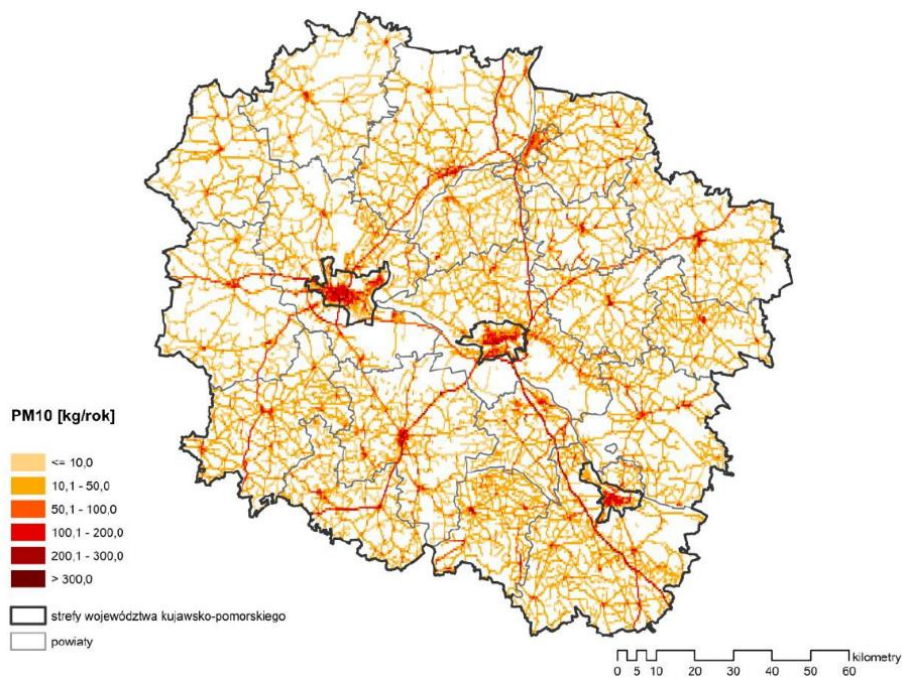 PM10 [kg/rok]
<= 10,0
10,1 - 50,0
50,1 - 100,0
100,1 - 200,0
200,1 - 300,0
> 300,0
strefy województwa kujawsko-pomorskiego
powiaty
kilometry
0 5 10 20 30 40 50 60